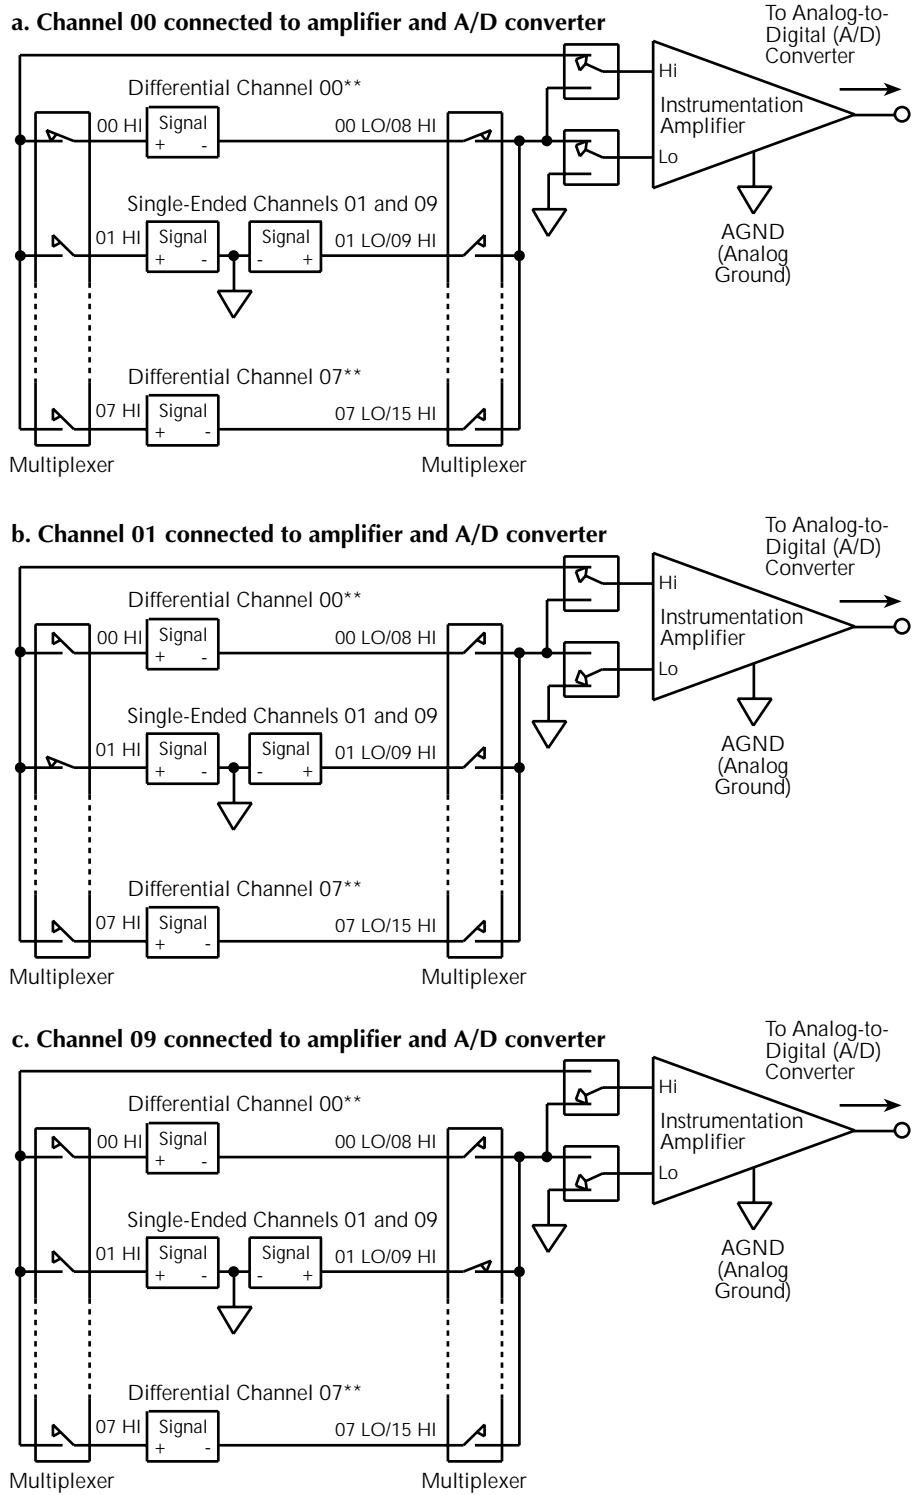 a. Channel 00 connected to amplifier and A/D converter
To Analog-to-
Digital (A/D)
Converter
Differential Channel 00**
Hi
00 HI
Signal
+ -
00 LO/08 HI
Instrumentation
Amplifier
Lo
Single-Ended Channels 01 and 09
01 HI
Signal
+ -
Signal
- +
01 LO/09 HI
AGND
(Analog
Ground)
Differential Channel 07**
07 HI
Signal
+ -
07 LO/15 HI
Multiplexer
Multiplexer
b. Channel 01 connected to amplifier and A/D converter
To Analog-to-
Digital (A/D)
Converter
Differential Channel 00**
Hi
00 HI
Signal
+ -
00 LO/08 HI
Instrumentation
Amplifier
Lo
Single-Ended Channels 01 and 09
01 HI
Signal
+ -
Signal
- +
01 LO/09 HI
AGND
(Analog
Ground)
Differential Channel 07**
07 HI
Signal
+ -
07 LO/15 HI
Multiplexer
Multiplexer
c. Channel 09 connected to amplifier and A/D converter
To Analog-to-
Digital (A/D)
Converter
Differential Channel 00**
Hi
00 HI
Signal
+ -
00 LO/08 HI
Instrumentation
Amplifier
Lo
Single-Ended Channels 01 and 09
01 HI
Signal
+ -
Signal
- +
01 LO/09 HI
AGND
(Analog
Ground)
Differential Channel 07**
07 HI
Signal
+ -
07 LO/15 HI
Multiplexer
Multiplexer